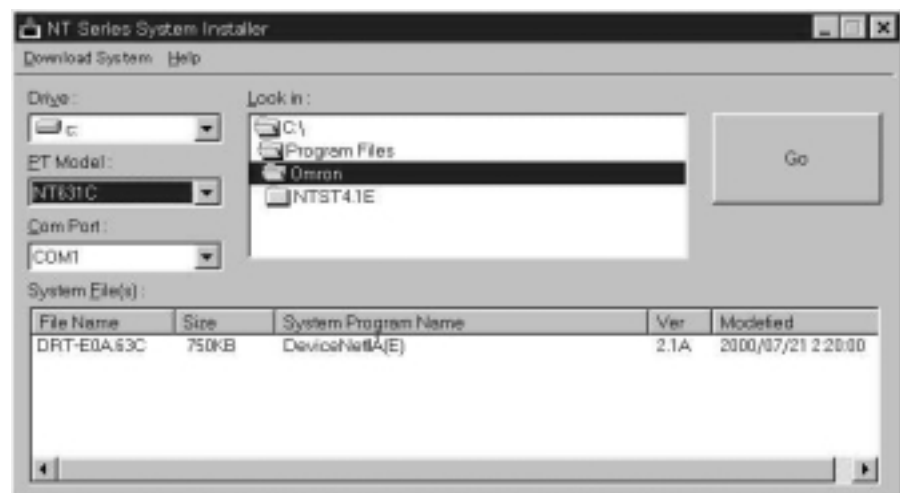 NT Series System Installer
Download System Help
Drive :
c:
PT Model :
NT631C
Com Port :
COM1
Look in :
C:\
Program Files
Omron
NTST4.1E
Go
System File(s) :
File Name Size System Program Name Ver Modefied
DRT-E0A.63C 750KB DeviceNet 2.1A 2000/07/21 2:20:00